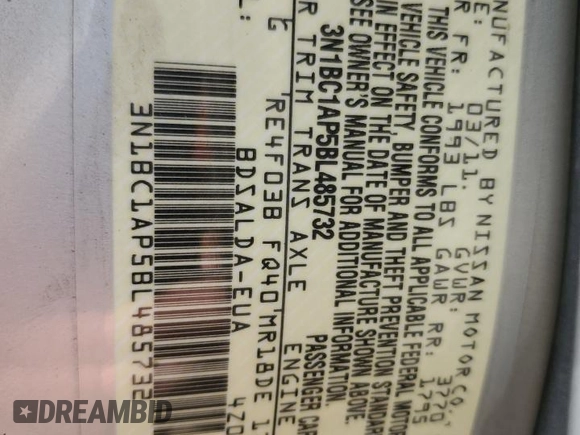 NUFACTURED BY NISSAN MOTOR CO.,
E: 03/11. GVWR: 3770
FR: 1993 LBS GAWR RR: 1795
THIS VEHICLE CONFORMS TO ALL APPLICABLE FEDERAL MOTOR
VEHICLE SAFETY, BUMPER AND THEFT PREVENTION STANDAR
IN EFFECT ON THE DATE OF MANUFACTURE SHOWN ABOVE.
SEE OWNER'S MANUAL FOR ADDITIONAL INFORMATION.
3N1BC1AP5BL485732 PASSENGER CAR
R TRIM TRANS AXLE ENGINE
G RE4F03B FQ40 MR18DE
L: BDSALDA-EUA
3N1BC1AP5BL485732
DREAMBID